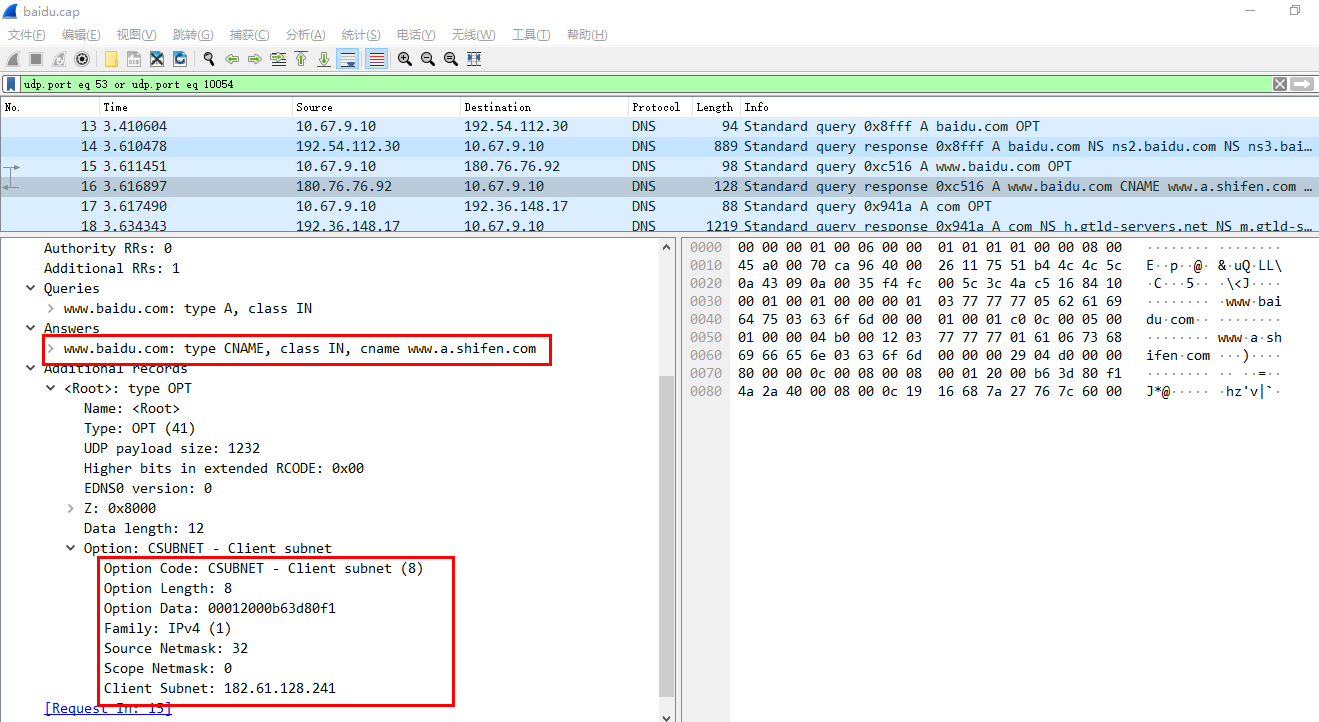 baidu.cap
文件(F) 编辑(E) 视图(V) 跳转(G) 捕获(C) 分析(A) 统计(S) 电话(Y) 无线(W) 工具(T) 帮助(H)
udp.port eq 53 or udp.port eq 10054
No. Time Source Destination Protocol Length Info
13 3.410604 10.67.9.10 192.54.112.30 DNS 94 Standard query 0x8fff A baidu.com OPT
14 3.610478 192.54.112.30 10.67.9.10 DNS 889 Standard query response 0x8fff A baidu.com NS ns2.baidu.com NS ns3.bai…
15 3.611451 10.67.9.10 180.76.76.92 DNS 98 Standard query 0xc516 A www.baidu.com OPT
16 3.616897 180.76.76.92 10.67.9.10 DNS 128 Standard query response 0xc516 A www.baidu.com CNAME www.a.shifen.com …
17 3.617490 10.67.9.10 192.36.148.17 DNS 88 Standard query 0x941a A com OPT
18 3.634343 192.36.148.17 10.67.9.10 DNS 1219 Standard query response 0x941a A com NS h.gtld-servers.net NS m.gtld-s…
Authority RRs: 0
Additional RRs: 1
Queries
www.baidu.com: type A, class IN
Answers
www.baidu.com: type CNAME, class IN, cname www.a.shifen.com
Additional records
<Root>: type OPT
Name: <Root>
Type: OPT (41)
UDP payload size: 1232
Higher bits in extended RCODE: 0x00
EDNS0 version: 0
Z: 0x8000
Data length: 12
Option: CSUBNET - Client subnet
Option Code: CSUBNET - Client subnet (8)
Option Length: 8
Option Data: 00012000b63d80f1
Family: IPv4 (1)
Source Netmask: 32
Scope Netmask: 0
Client Subnet: 182.61.128.241
[Request In: 15]
0000 00 00 00 01 00 06 00 00 01 01 01 01 00 00 08 00 ········ ········
0010 45 a0 00 70 ca 96 40 00 26 11 75 51 b4 4c 4c 5c E··p··@· &·uQ·LL\
0020 0a 43 09 0a 00 35 f4 fc 00 5c 3c 4a c5 16 84 10 ·C···5·· ·\<J····
0030 00 01 00 01 00 00 00 01 03 77 77 77 05 62 61 69 ········ ·www·bai
0040 64 75 03 63 6f 6d 00 00 01 00 01 c0 0c 00 05 00 du·com·· ········
0050 01 00 00 04 b0 00 12 03 77 77 77 01 61 06 73 68 ········ www·a·sh
0060 69 66 65 6e 03 63 6f 6d 00 00 00 29 04 d0 00 00 ifen·com ···)····
0070 80 00 00 0c 00 08 00 08 00 01 20 00 b6 3d 80 f1 ········ ·· ··=··
0080 4a 2a 40 00 08 00 0c 19 16 68 7a 27 76 7c 60 00 J*@····· ·hz'v|`·